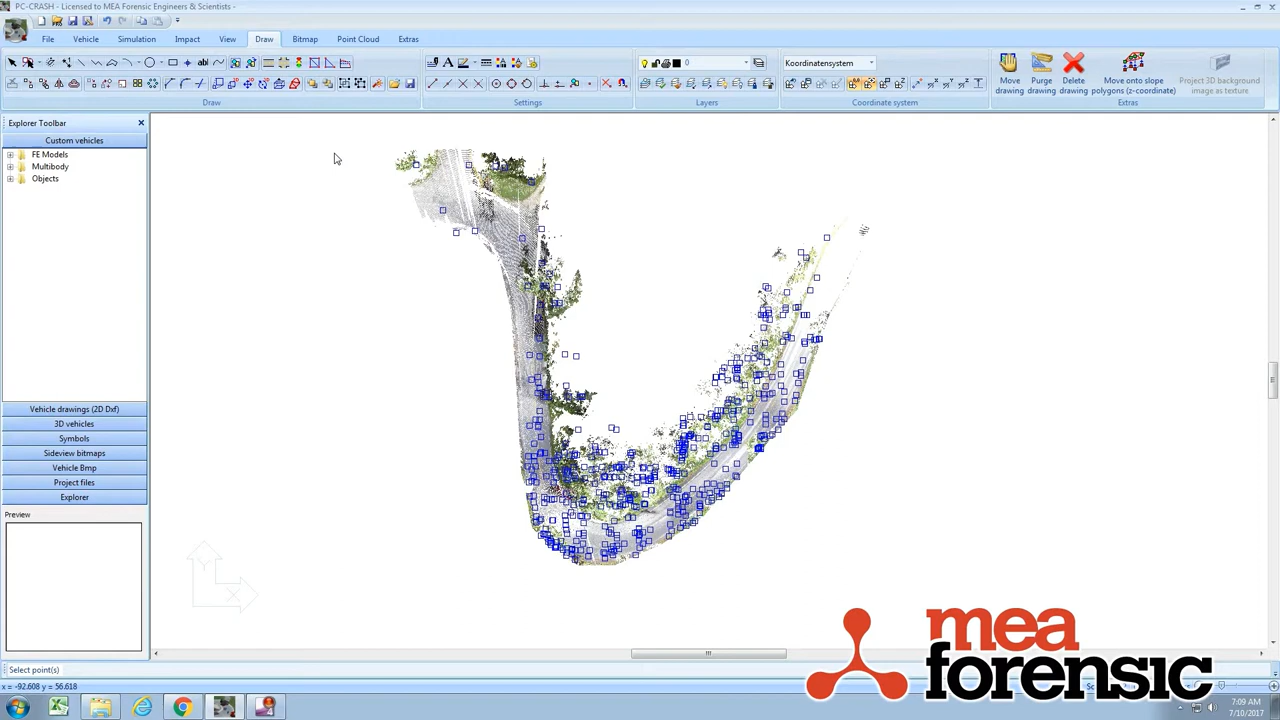 PC-CRASH - Licensed to MEA Forensic Engineers & Scientists -
File Vehicle Simulation Impact View Draw Bitmap Point Cloud Extras
0
Koordinatensystem
Move drawing
Purge drawing
Delete drawing
Move onto slope polygons (z-coordinate)
Project 3D background image as texture
Draw Settings Layers Coordinate system Extras
Explorer Toolbar
Custom vehicles
FE Models
Multibody
Objects
Vehicle drawings (2D Dxf)
3D vehicles
Symbols
Sideview bitmaps
Vehicle Bmp
Project files
Explorer
Preview
Y
X
mea
forensic
Select point(s)
x = -92.608 y = 56.618
7:09 AM
7/10/2017